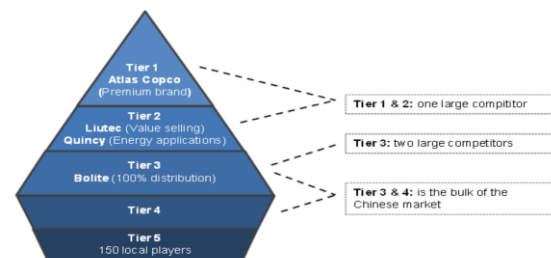 Tier 1
Atlas Copco
(Premium brand)
Tier 2
Liutec (Value selling)
Quincy (Energy applications)
Tier 3
Bolite (100% distribution)
Tier 4
Tier 5
150 local players
Tier 1 & 2: one large compititor
Tier 3: two large competitors
Tier 3 & 4: is the bulk of the
Chinese market